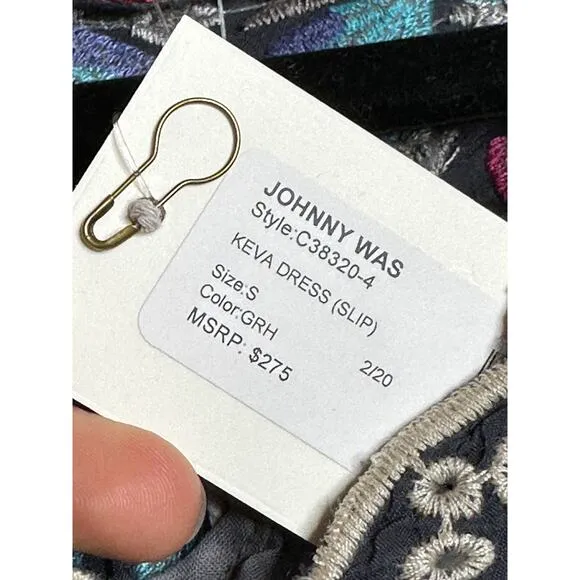 JOHNNY WAS
Style:C38320-4
KEVA DRESS (SLIP)
Size:S 2/20
Color:GRH
MSRP: $275